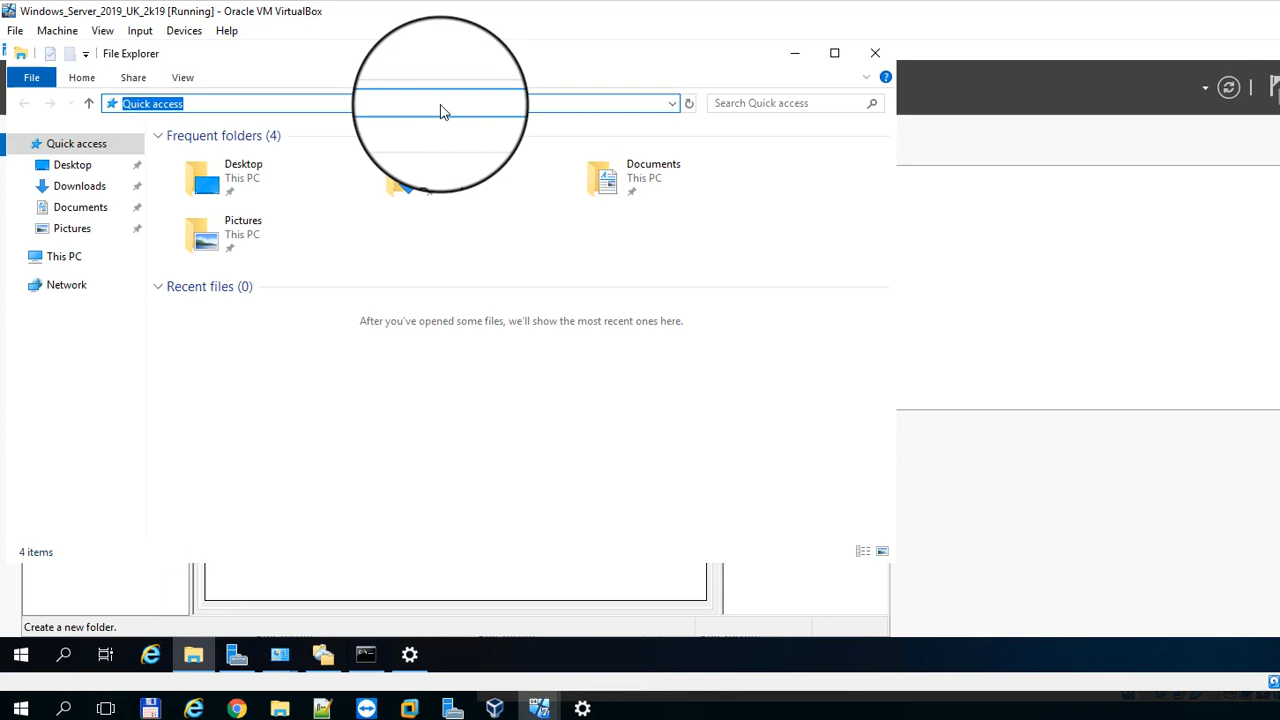 Windows_Server_2019_UK_2k19 [Running] - Oracle VM VirtualBox
File Machine View Input Devices Help
File Explorer
File Home Share View
Quick access
Search Quick access
Quick access
Desktop
Downloads
Documents
Pictures
This PC
Network
Frequent folders (4)
Desktop
This PC
Documents
This PC
Pictures
This PC
Recent files (0)
After you've opened some files, we'll show the most recent ones here.
4 items
Create a new folder.